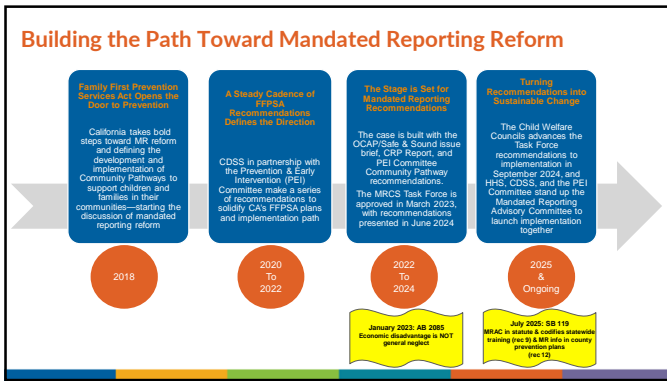 Building the Path Toward Mandated Reporting Reform
Family First Prevention
Services Act Opens the
Door to Prevention
California takes bold
steps toward MR reform
and defining the
development and
implementation of
Community Pathways to
support children and
families in their
communities—starting the
discussion of mandated
reporting reform
2018
A Steady Cadence of
FFPSA
Recommendations
Defines the Direction
CDSS in partnership with
the Prevention & Early
Intervention (PEI)
Committee make a series
of recommendations to
solidify CA's FFPSA plans
and implementation path
2020
To
2022
The Stage is Set for
Mandated Reporting
Recommendations
The case is built with the
OCAP/Safe & Sound issue
brief, CRP Report, and
PEI Committee
Community Pathway
recommendations.
The MRCS Task Force is
approved in March 2023,
with recommendations
presented in June 2024
2022
To
2024
January 2023: AB 2085
Economic disadvantage is NOT
general neglect
Turning
Recommendations into
Sustainable Change
The Child Welfare
Councils advances the
Task Force
recommendations to
implementation in
September 2024, and
HHS, CDSS, and the PEI
Committee stand up the
Mandated Reporting
Advisory Committee to
launch implementation
together
2025
&
Ongoing
July 2025: SB 119
MRAC in statute & codifies statewide
training (rec 9) & MR info in county
prevention plans
(rec 12)